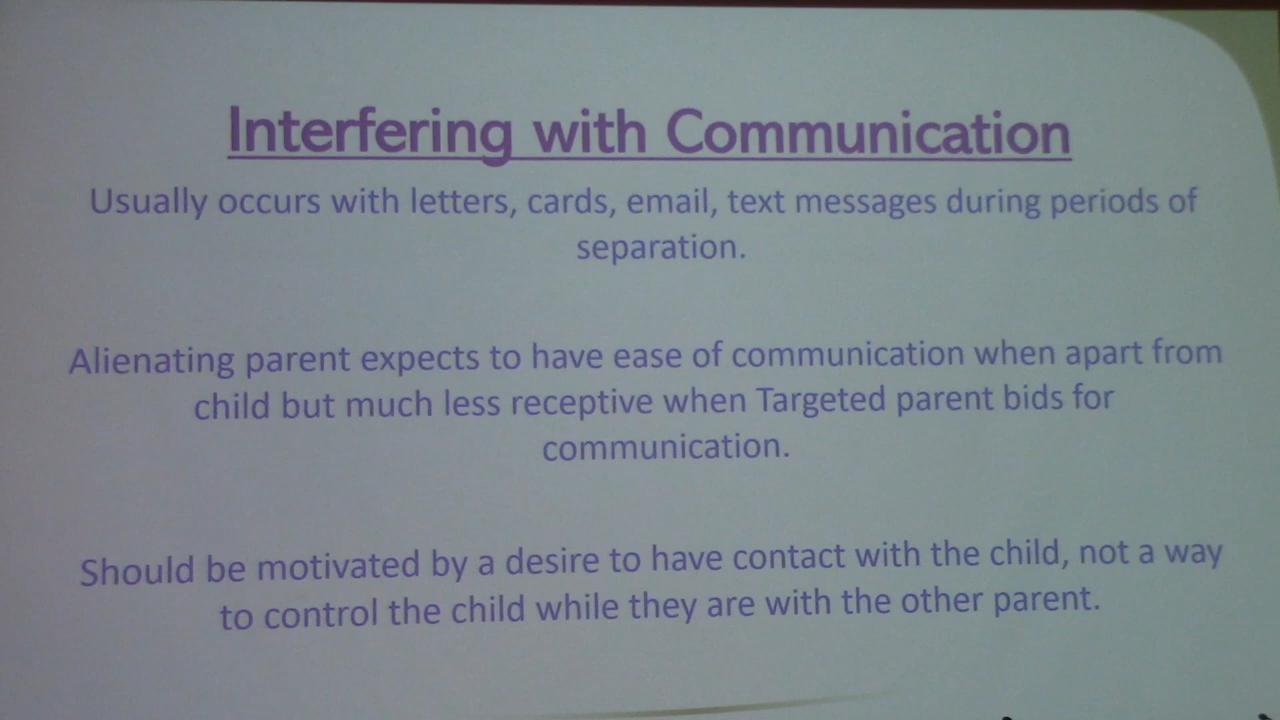 Interfering with Communication
Usually occurs with letters, cards, email, text messages during periods of
separation.
Alienating parent expects to have ease of communication when apart from
child but much less receptive when Targeted parent bids for
communication.
Should be motivated by a desire to have contact with the child, not a way
to control the child while they are with the other parent.